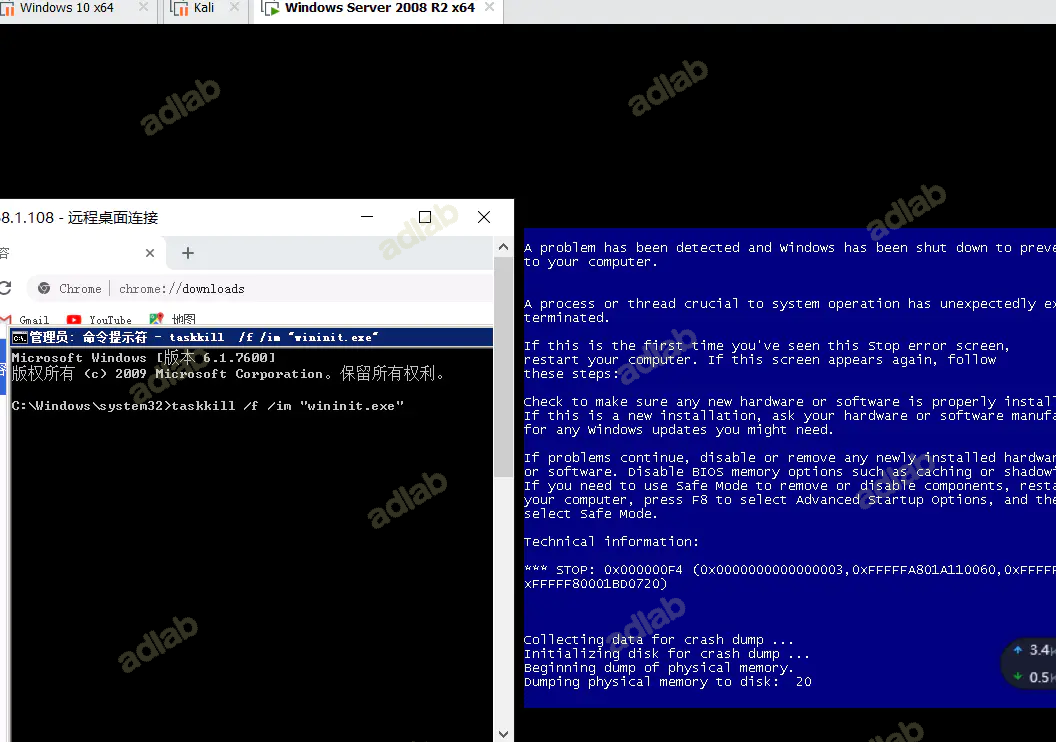 Windows 10 x64
Kali
Windows Server 2008 R2 x64
8.1.108 - 远程桌面连接
容
Chrome | chrome://downloads
Gmail
YouTube
地图
管理员: 命令提示符 - taskkill /f /im "wininit.exe"
Microsoft Windows [版本 6.1.7600]
版权所有 (c) 2009 Microsoft Corporation。保留所有权利。
C:\Windows\system32>taskkill /f /im "wininit.exe"
A problem has been detected and Windows has been shut down to preve
to your computer.
A process or thread crucial to system operation has unexpectedly ex
terminated.
If this is the first time you've seen this Stop error screen,
restart your computer. If this screen appears again, follow
these steps:
Check to make sure any new hardware or software is properly install
If this is a new installation, ask your hardware or software manufa
for any Windows updates you might need.
If problems continue, disable or remove any newly installed hardwar
or software. Disable BIOS memory options such as caching or shadowi
If you need to use Safe Mode to remove or disable components, resta
your computer, press F8 to select Advanced Startup Options, and the
select Safe Mode.
Technical information:
*** STOP: 0x000000F4 (0x0000000000000003,0xFFFFFA801A110060,0xFFFFF
xFFFFF80001BD0720)
Collecting data for crash dump ...
Initializing disk for crash dump ...
Beginning dump of physical memory.
Dumping physical memory to disk:  20
3.4K
0.5K
adlab
adlab
adlab
adlab
adlab
adlab
adlab
adlab
adlab
adlab
adlab